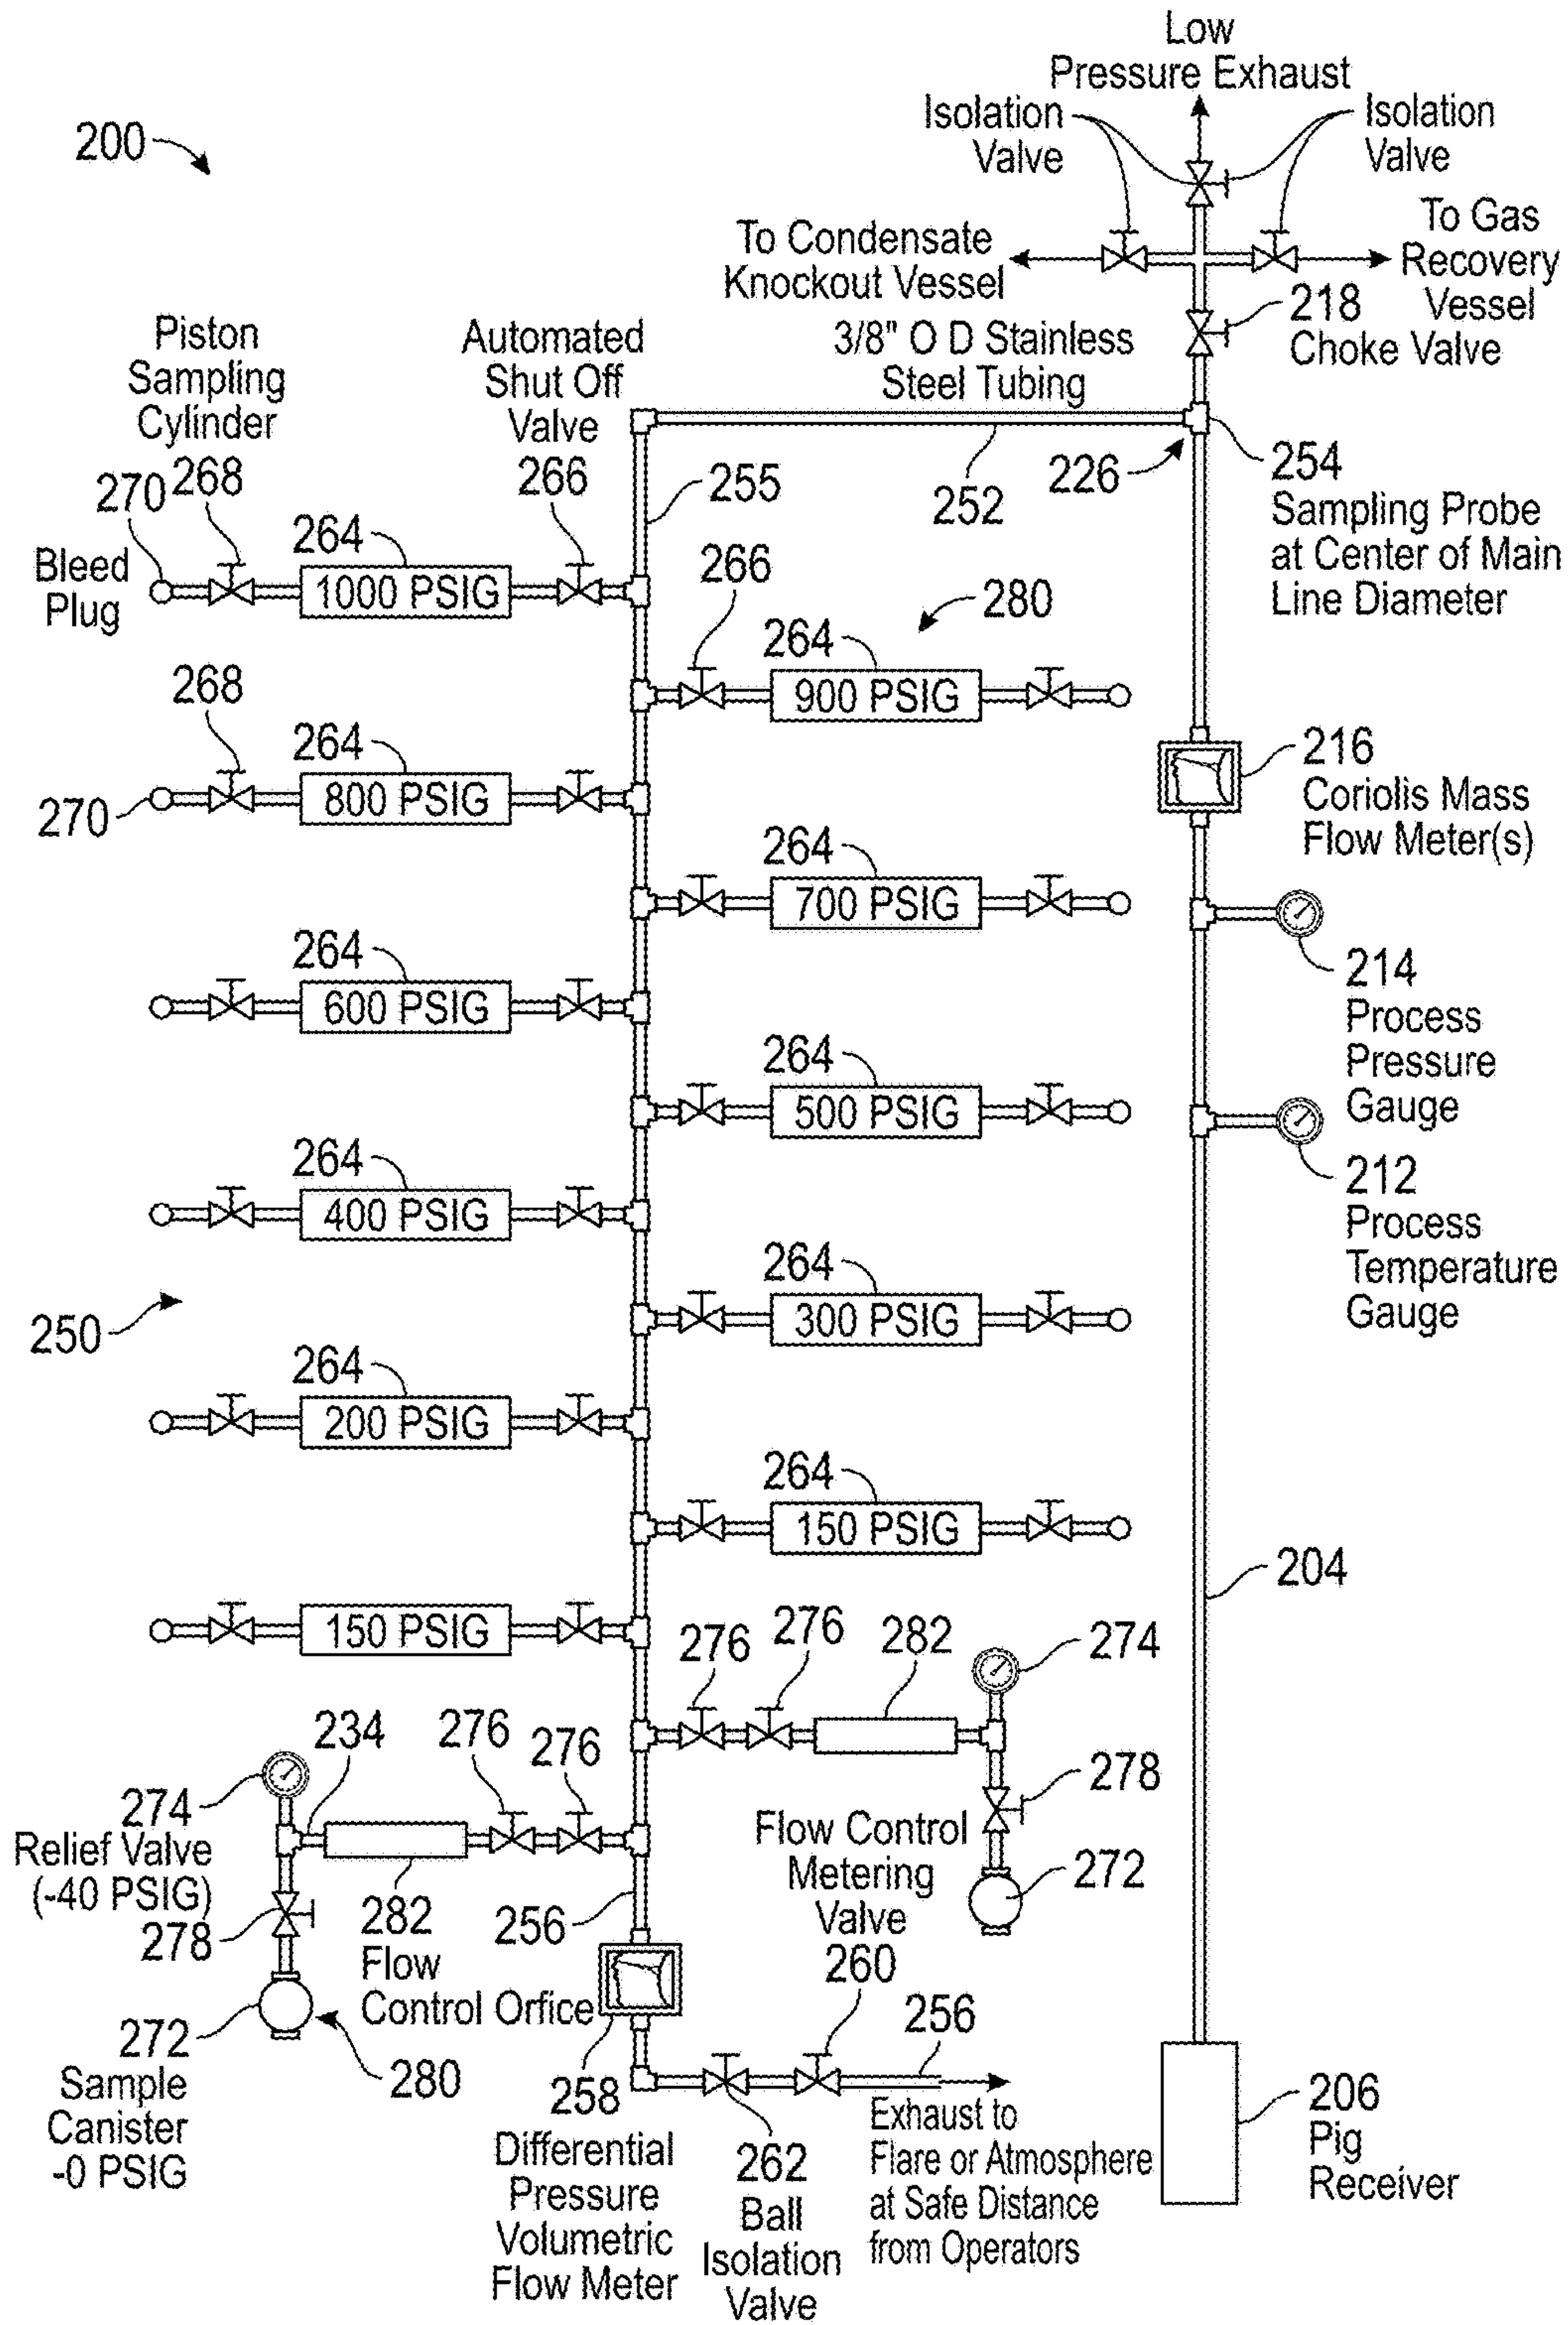 Low
Pressure Exhaust
Isolation
Valve
Isolation
Valve
200
To Condensate
Knockout Vessel
To Gas
Recovery
Vessel
218
Choke Valve
Piston
Sampling
Cylinder
Automated
Shut Off
Valve
3/8" O D Stainless
Steel Tubing
270
268
Bleed
Plug
264
1000 PSIG
266
255
252
226
254
Sampling Probe
at Center of Main
Line Diameter
266
280
264
900 PSIG
268
270
264
800 PSIG
216
Coriolis Mass
Flow Meter(s)
264
700 PSIG
264
600 PSIG
214
Process
Pressure
Gauge
264
500 PSIG
264
400 PSIG
212
Process
Temperature
Gauge
250
264
300 PSIG
264
200 PSIG
264
150 PSIG
204
150 PSIG
276
276
282
274
234
276
276
274
Relief Valve
(-40 PSIG)
278
282
Flow
Control Orfice
256
Flow Control
Metering
Valve
260
278
272
272
Sample
Canister
-0 PSIG
280
258
Differential
Pressure
Volumetric
Flow Meter
262
Ball
Isolation
Valve
256
Exhaust to
Flare or Atmosphere
at Safe Distance
from Operators
206
Pig
Receiver